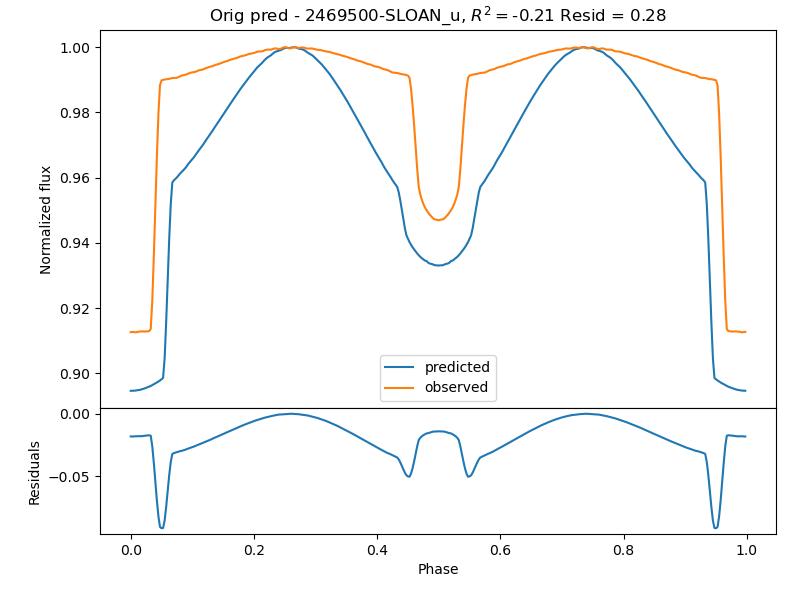 Orig pred - 2469500-SLOAN_u, $R^2 = $-0.21 Resid = 0.28
1.00
0.98
0.96
0.94
0.92
0.90
Normalized flux
predicted
observed
0.00
−0.05
Residuals
0.0 0.2 0.4 0.6 0.8 1.0
Phase